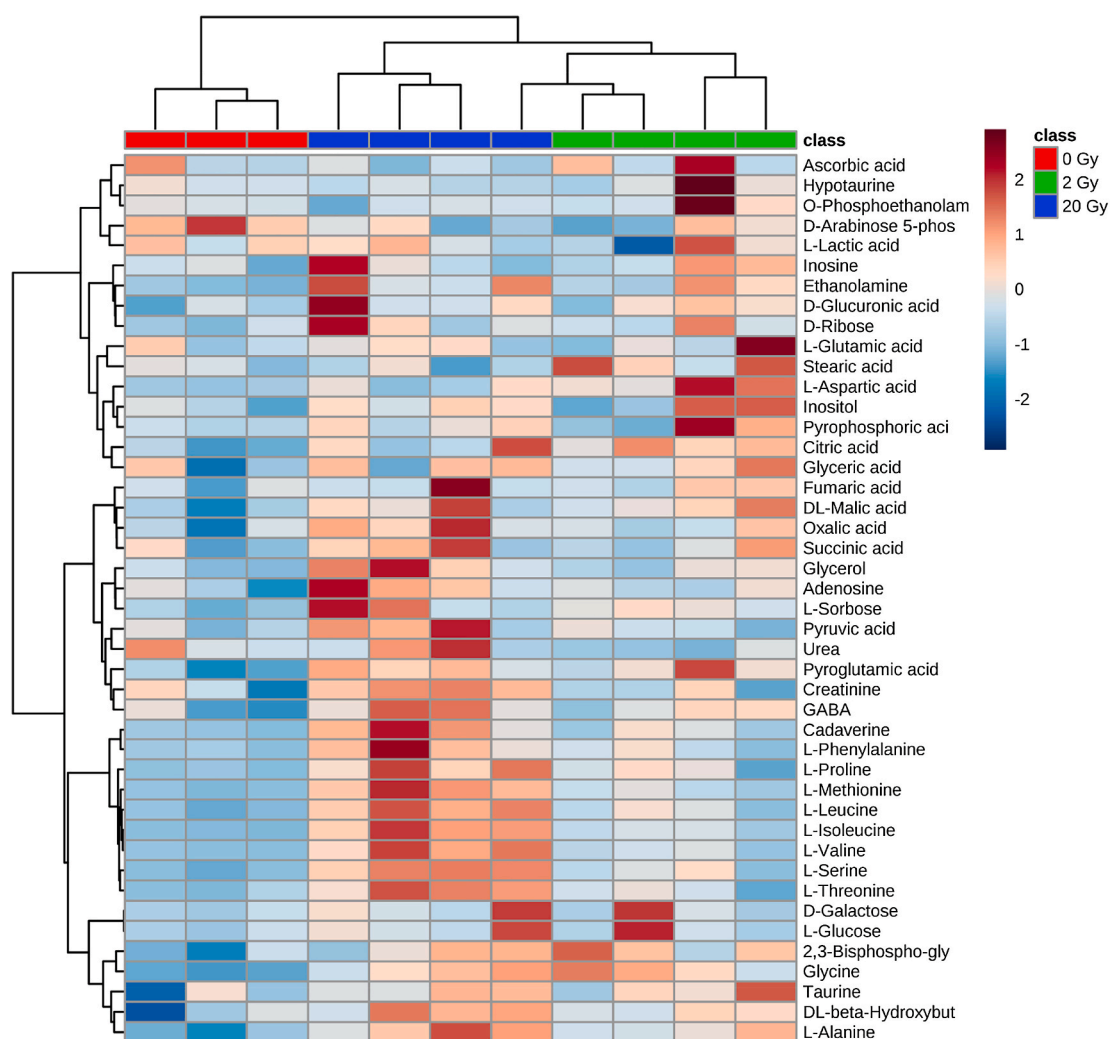 class
Ascorbic acid
Hypotaurine
O-Phosphoethanolam
D-Arabinose 5-phos
L-Lactic acid
Inosine
Ethanolamine
D-Glucuronic acid
D-Ribose
L-Glutamic acid
Stearic acid
L-Aspartic acid
Inositol
Pyrophosphoric aci
Citric acid
Glyceric acid
Fumaric acid
DL-Malic acid
Oxalic acid
Succinic acid
Glycerol
Adenosine
L-Sorbose
Pyruvic acid
Urea
Pyroglutamic acid
Creatinine
GABA
Cadaverine
L-Phenylalanine
L-Proline
L-Methionine
L-Leucine
L-Isoleucine
L-Valine
L-Serine
L-Threonine
D-Galactose
L-Glucose
2,3-Bisphospho-gly
Glycine
Taurine
DL-beta-Hydroxybut
L-Alanine
2
1
0
-1
-2
class
0 Gy
2 Gy
20 Gy